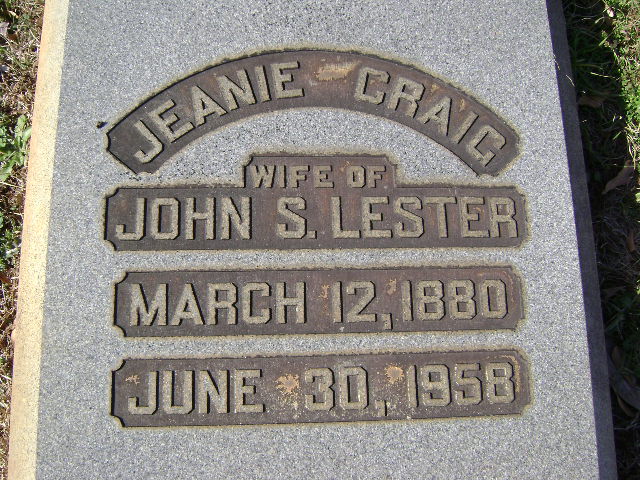 JEANIE CRAIG
WIFE OF
JOHN S. LESTER
MARCH 12, 1880
JUNE 30, 1958